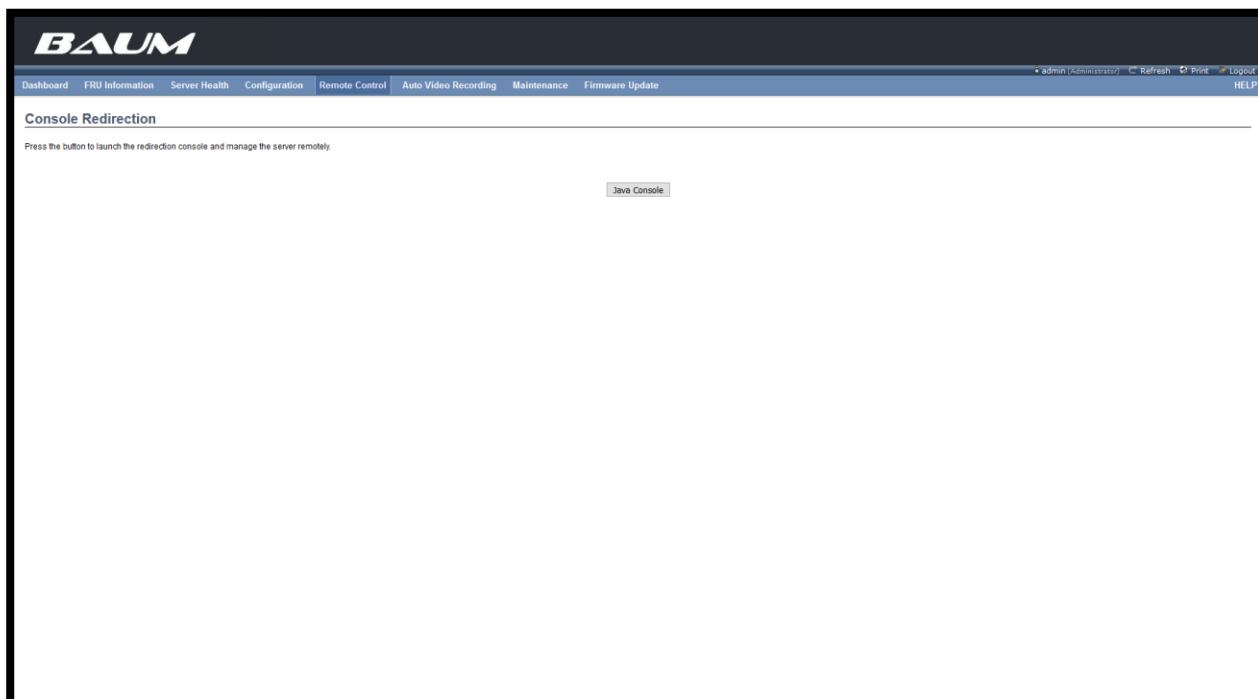 BAUM
• admin (Administrator) Refresh Print Logout
Dashboard FRU Information Server Health Configuration Remote Control Auto Video Recording Maintenance Firmware Update HELP
Console Redirection
Press the button to launch the redirection console and manage the server remotely.
Java Console